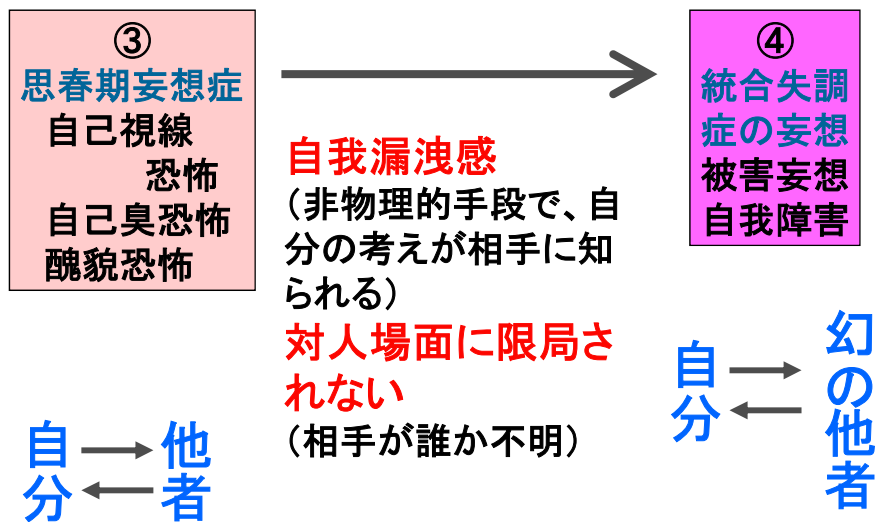 ③
思春期妄想症
自己視線
恐怖
自己臭恐怖
醜貌恐怖
自我漏洩感
（非物理的手段で、自
分の考えが相手に知
られる）
対人場面に限局さ
れない
（相手が誰か不明）
④
統合失調
症の妄想
被害妄想
自我障害
自分
他者
自分
幻の他者